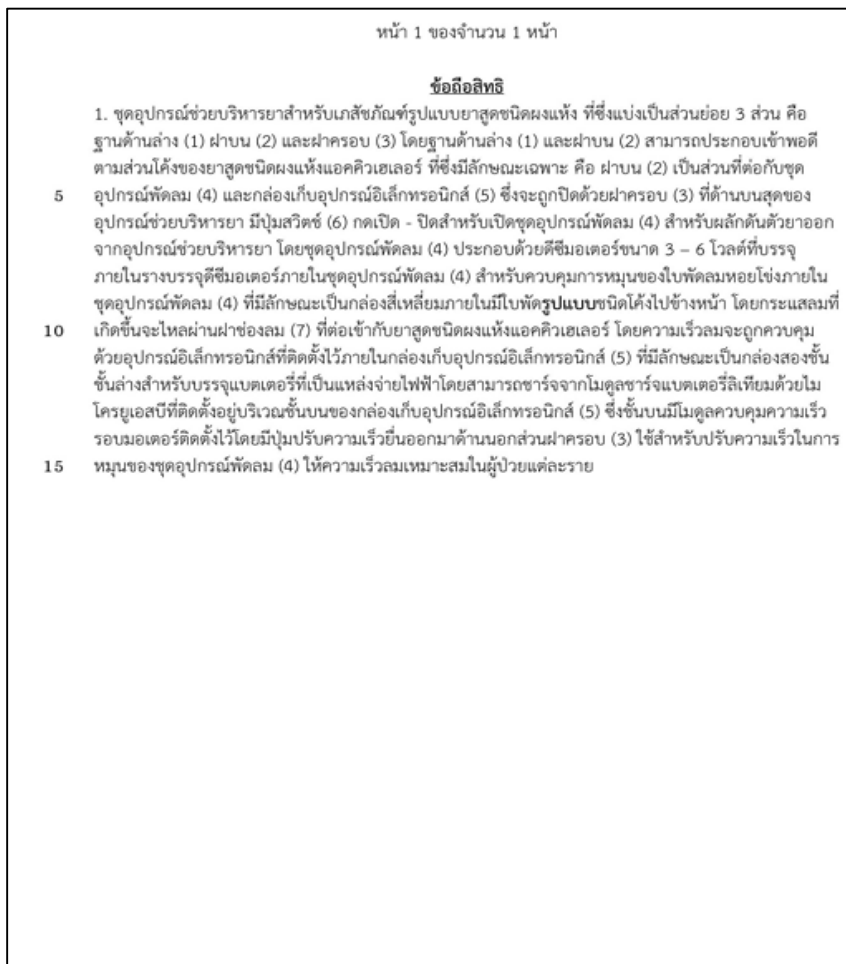 หน้า 1 ของจำนวน 1 หน้า
ข้อถือสิทธิ
1. ชุดอุปกรณ์ช่วยบริหารยาสำหรับเภสัชภัณฑ์รูปแบบยาสูดชนิดผงแห้ง ที่ซึ่งแบ่งเป็นส่วนย่อย 3 ส่วน คือ
ฐานด้านล่าง (1) ฝาบน (2) และฝาครอบ (3) โดยฐานด้านล่าง (1) และฝาบน (2) สามารถประกอบเข้าพอดี
ตามส่วนโค้งของยาสูดชนิดผงแห้งแอคคิวเฮเลอร์ ที่ซึ่งมีลักษณะเฉพาะ คือ ฝาบน (2) เป็นส่วนที่ต่อกับชุด
5 อุปกรณ์พัดลม (4) และกล่องเก็บอุปกรณ์อิเล็กทรอนิกส์ (5) ซึ่งจะถูกปิดด้วยฝาครอบ (3) ที่ด้านบนสุดของ
อุปกรณ์ช่วยบริหารยา มีปุ่มสวิตช์ (6) กดเปิด - ปิดสำหรับเปิดชุดอุปกรณ์พัดลม (4) สำหรับผลักดันตัวยาออก
จากอุปกรณ์ช่วยบริหารยา โดยชุดอุปกรณ์พัดลม (4) ประกอบด้วยดีซีมอเตอร์ขนาด 3 – 6 โวลต์ที่บรรจุ
ภายในรางบรรจุดีซีมอเตอร์ภายในชุดอุปกรณ์พัดลม (4) สำหรับควบคุมการหมุนของใบพัดลมหอยโข่งภายใน
ชุดอุปกรณ์พัดลม (4) ที่มีลักษณะเป็นกล่องสี่เหลี่ยมภายในมีใบพัดรูปแบบชนิดโค้งไปข้างหน้า โดยกระแสลมที่
10 เกิดขึ้นจะไหลผ่านฝาช่องลม (7) ที่ต่อเข้ากับยาสูดชนิดผงแห้งแอคคิวเฮเลอร์ โดยความเร็วลมจะถูกควบคุม
ด้วยอุปกรณ์อิเล็กทรอนิกส์ที่ติดตั้งไว้ภายในกล่องเก็บอุปกรณ์อิเล็กทรอนิกส์ (5) ที่มีลักษณะเป็นกล่องสองชั้น
ชั้นล่างสำหรับบรรจุแบตเตอรี่ที่เป็นแหล่งจ่ายไฟฟ้าโดยสามารถชาร์จจากโมดูลชาร์จแบตเตอรี่ลิเทียมด้วยไม
โครยูเอสบีที่ติดตั้งอยู่บริเวณชั้นบนของกล่องเก็บอุปกรณ์อิเล็กทรอนิกส์ (5) ซึ่งชั้นบนมีโมดูลควบคุมความเร็ว
รอบมอเตอร์ติดตั้งไว้โดยมีปุ่มปรับความเร็วยื่นออกมาด้านนอกส่วนฝาครอบ (3) ใช้สำหรับปรับความเร็วในการ
15 หมุนของชุดอุปกรณ์พัดลม (4) ให้ความเร็วลมเหมาะสมในผู้ป่วยแต่ละราย